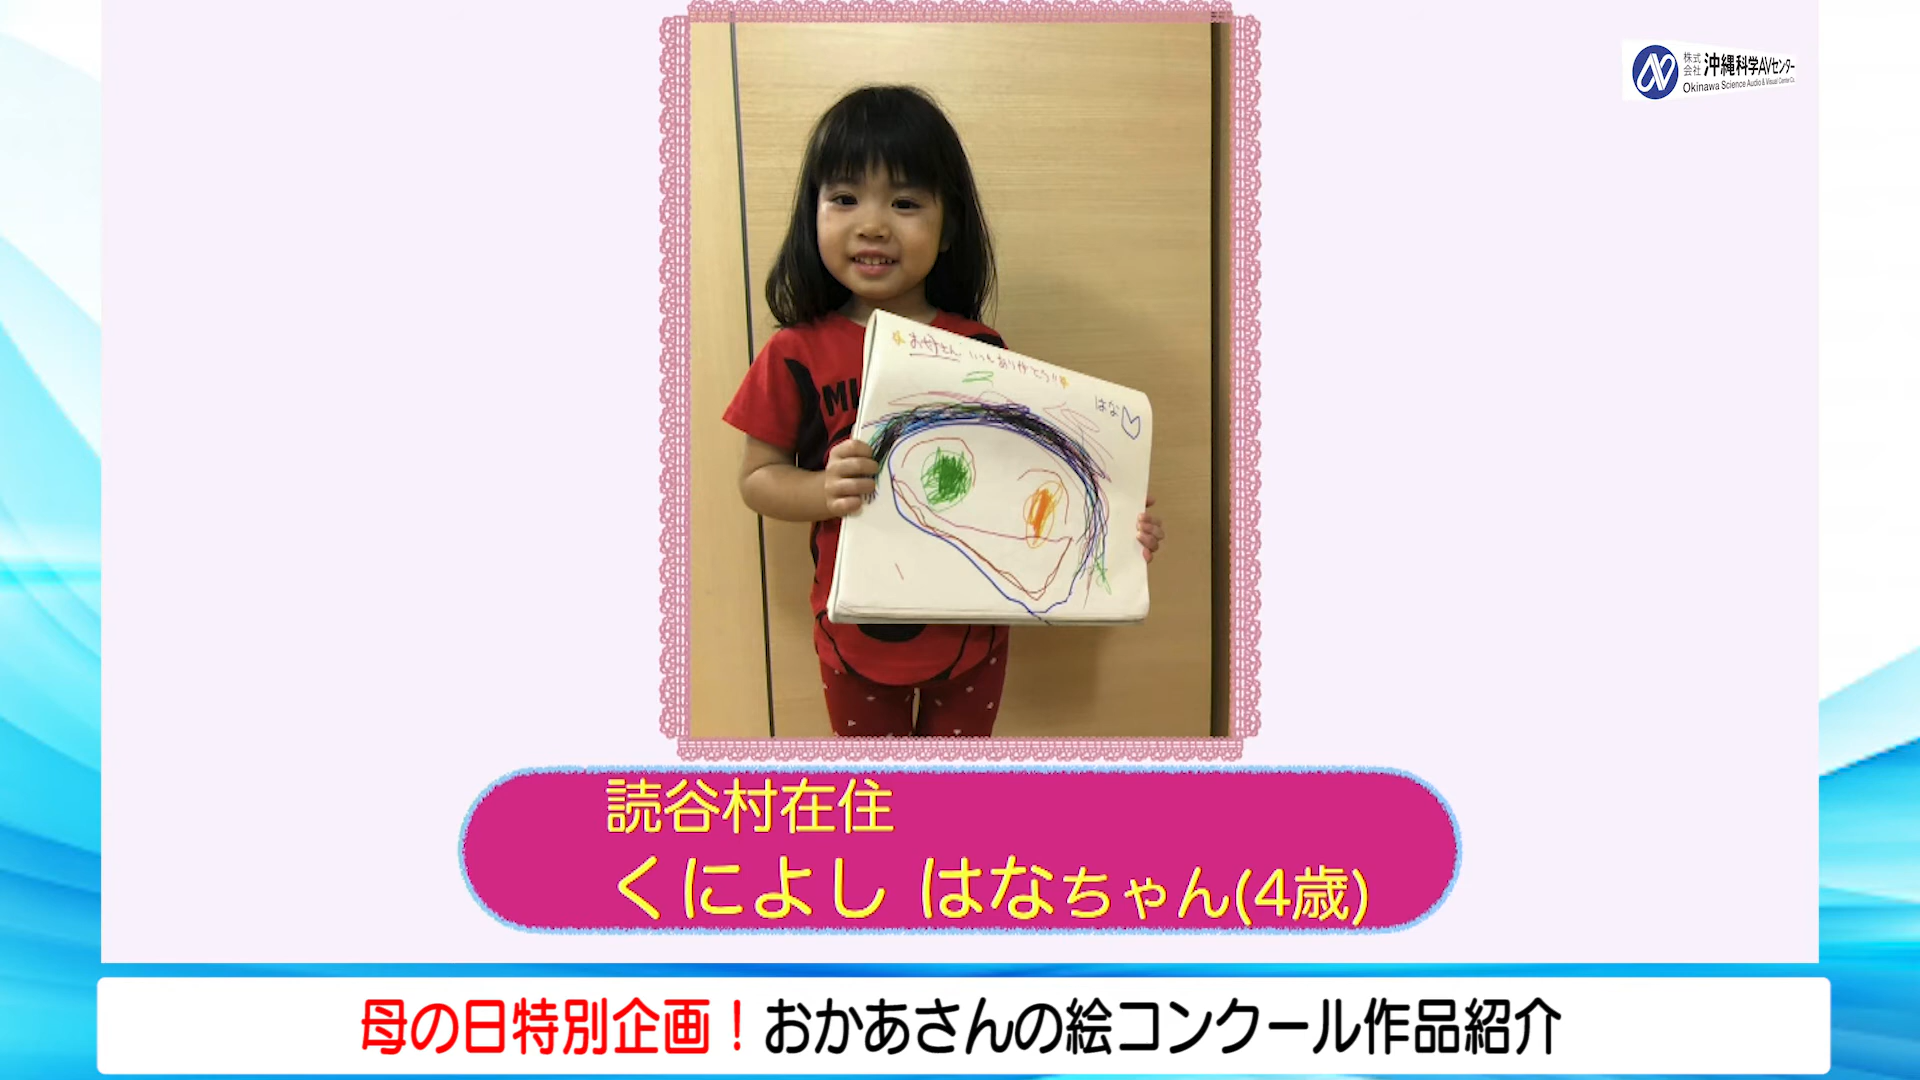 株式会社 沖縄科学AVセンター
Okinawa Science Audio & Visual Center Co.
お母さん いつもありがとう!!
はな
読谷村在住
くによし はなちゃん(4歳)
母の日特別企画！おかあさんの絵コンクール作品紹介